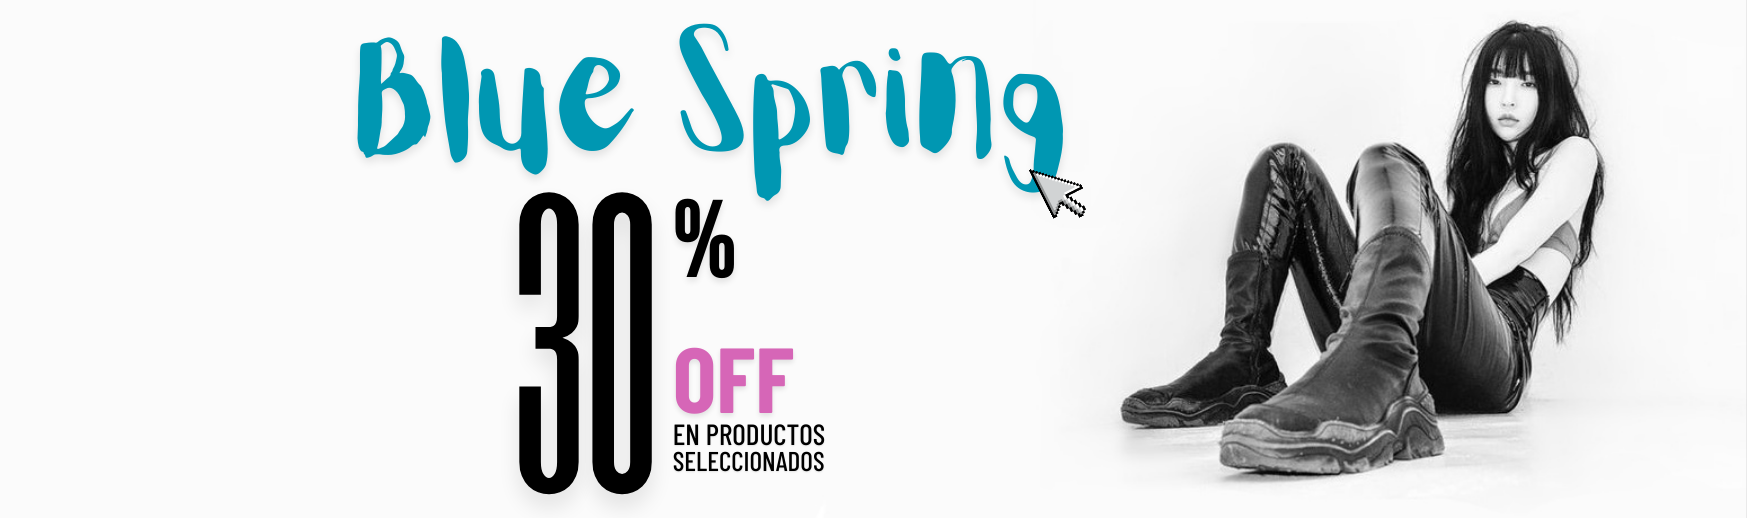 Blue Spring
30%
OFF
EN PRODUCTOS
SELECCIONADOS